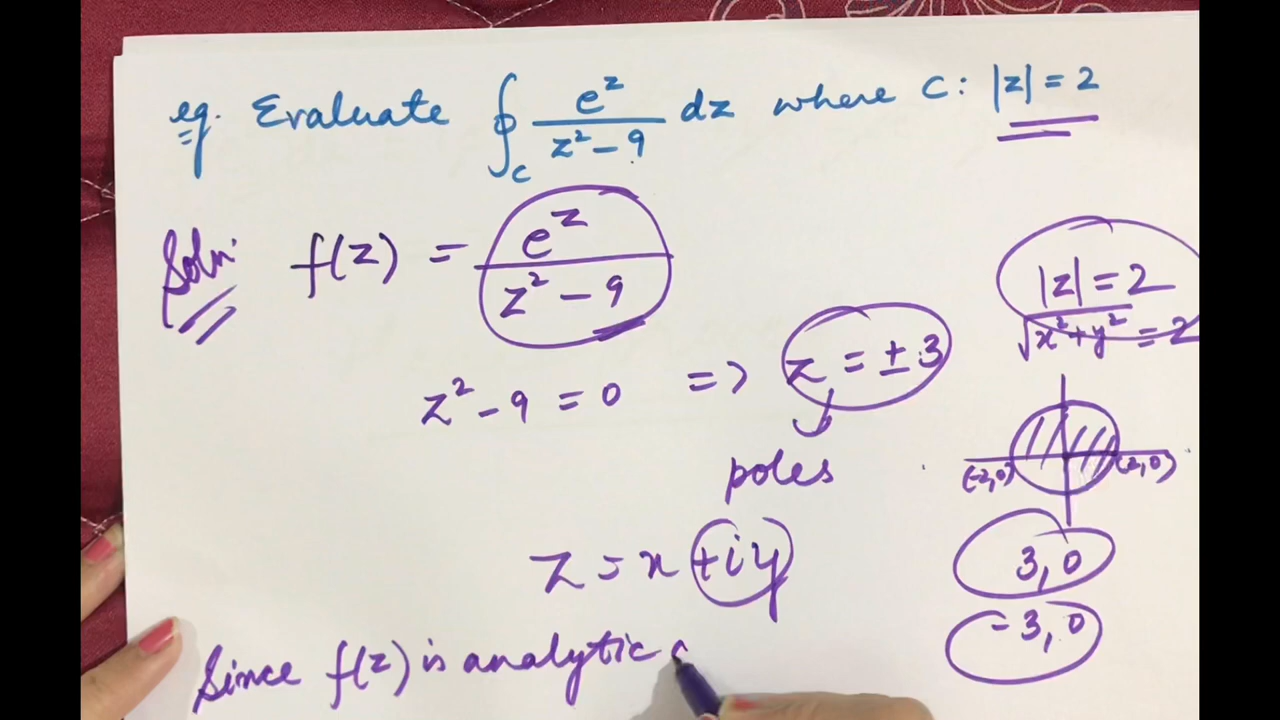 eg. Evaluate ∮_C e^z / (z² - 9) dz where C: |z| = 2
Soln: f(z) = e^z / (z² - 9)
|z| = 2
√(x² + y²) = 2
z² - 9 = 0 => z = ± 3
poles
(-2,0) (2,0)
z = x + iy
3, 0
-3, 0
Since f(z) is analytic